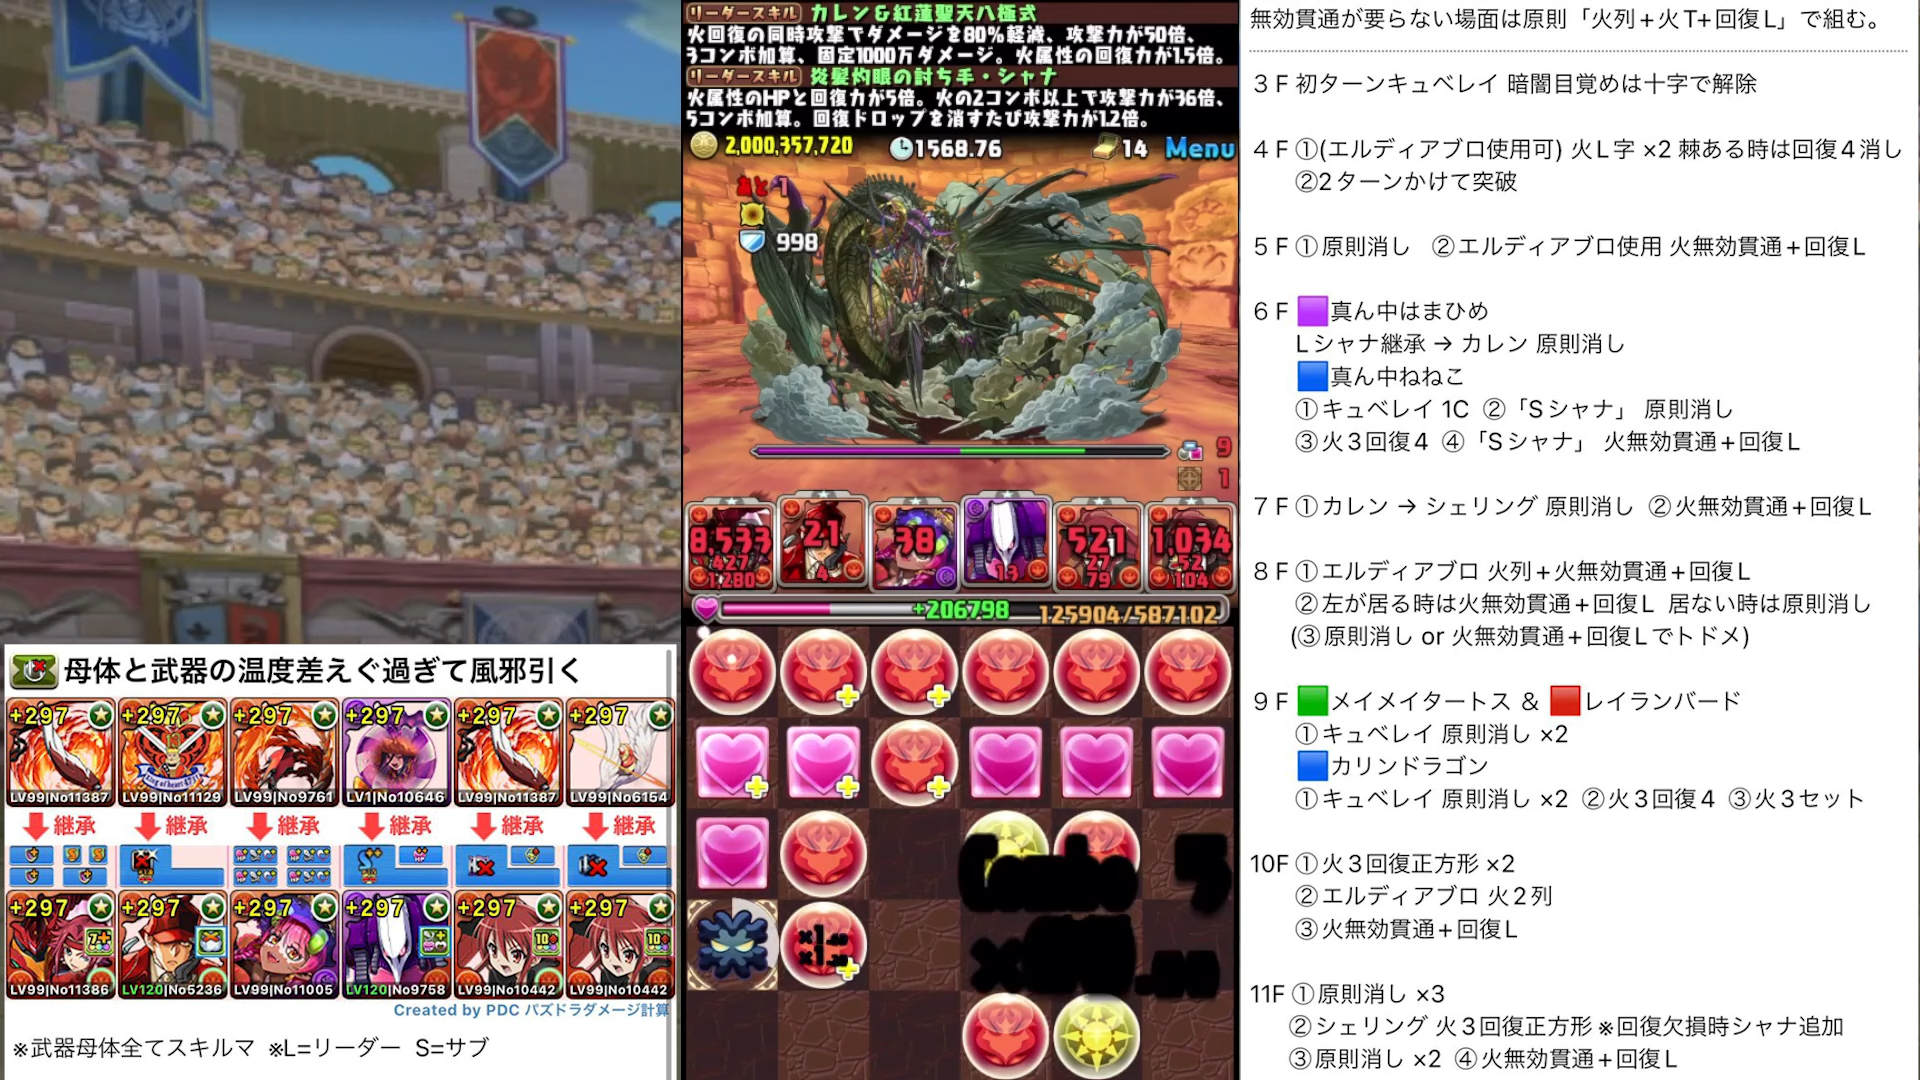 リーダースキル カレン&紅蓮聖天八極式
火回復の同時攻撃でダメージを80%軽減、攻撃力が50倍、
3コンボ加算、固定1000万ダメージ。火属性の回復力が1.5倍。
リーダースキル 炎髪灼眼の討ち手・シャナ
火属性のHPと回復力が5倍。火の2コンボ以上で攻撃力が36倍、
5コンボ加算。回復ドロップを消すたび攻撃力が1.2倍。
2,000,357,720 1568.76 14 Menu
あと1
998
9
1
8,533 21 38 13 521 1,034
427 4 27 52
1280 79 104
+206798 125904/587102
母体と武器の温度差えぐ過ぎて風邪引く
+297 +297 +297 +297 +297 +297
LV99|No11387 LV99|No11129 LV99|No9761 LV1|No10646 LV99|No11387 LV99|No6154
継承 継承 継承 継承 継承 継承
+297 +297 +297 +297 +297 +297
LV99|No11386 LV120|No5236 LV99|No11005 LV120|No9758 LV99|No10442 LV99|No10442
Created by PDC パズドラダメージ計算
※武器母体全てスキルマ ※L=リーダー S=サブ
無効貫通が要らない場面は原則「火列+火T+回復L」で組む。
3F 初ターンキュベレイ 暗闇目覚めは十字で解除
4F ①(エルディアブロ使用可) 火L字 ×2 棘ある時は回復4消し
②2ターンかけて突破
5F ①原則消し ②エルディアブロ使用 火無効貫通+回復L
6F 真ん中はまひめ
Lシャナ継承 → カレン 原則消し
真ん中ねねこ
①キュベレイ 1C ②「Sシャナ」 原則消し
③火3回復4 ④「Sシャナ」 火無効貫通+回復L
7F ①カレン → シェリング 原則消し ②火無効貫通+回復L
8F ①エルディアブロ 火列+火無効貫通+回復L
②左が居る時は火無効貫通+回復L 居ない時は原則消し
(③原則消し or 火無効貫通+回復Lでトドメ)
9F メイメイタートス & レイランバード
①キュベレイ 原則消し ×2
カリンドラゴン
①キュベレイ 原則消し ×2 ②火3回復4 ③火3セット
10F ①火3回復正方形 ×2
②エルディアブロ 火2列
③火無効貫通+回復L
11F ①原則消し ×3
②シェリング 火3回復正方形 ※回復欠損時シャナ追加
③原則消し ×2 ④火無効貫通+回復L